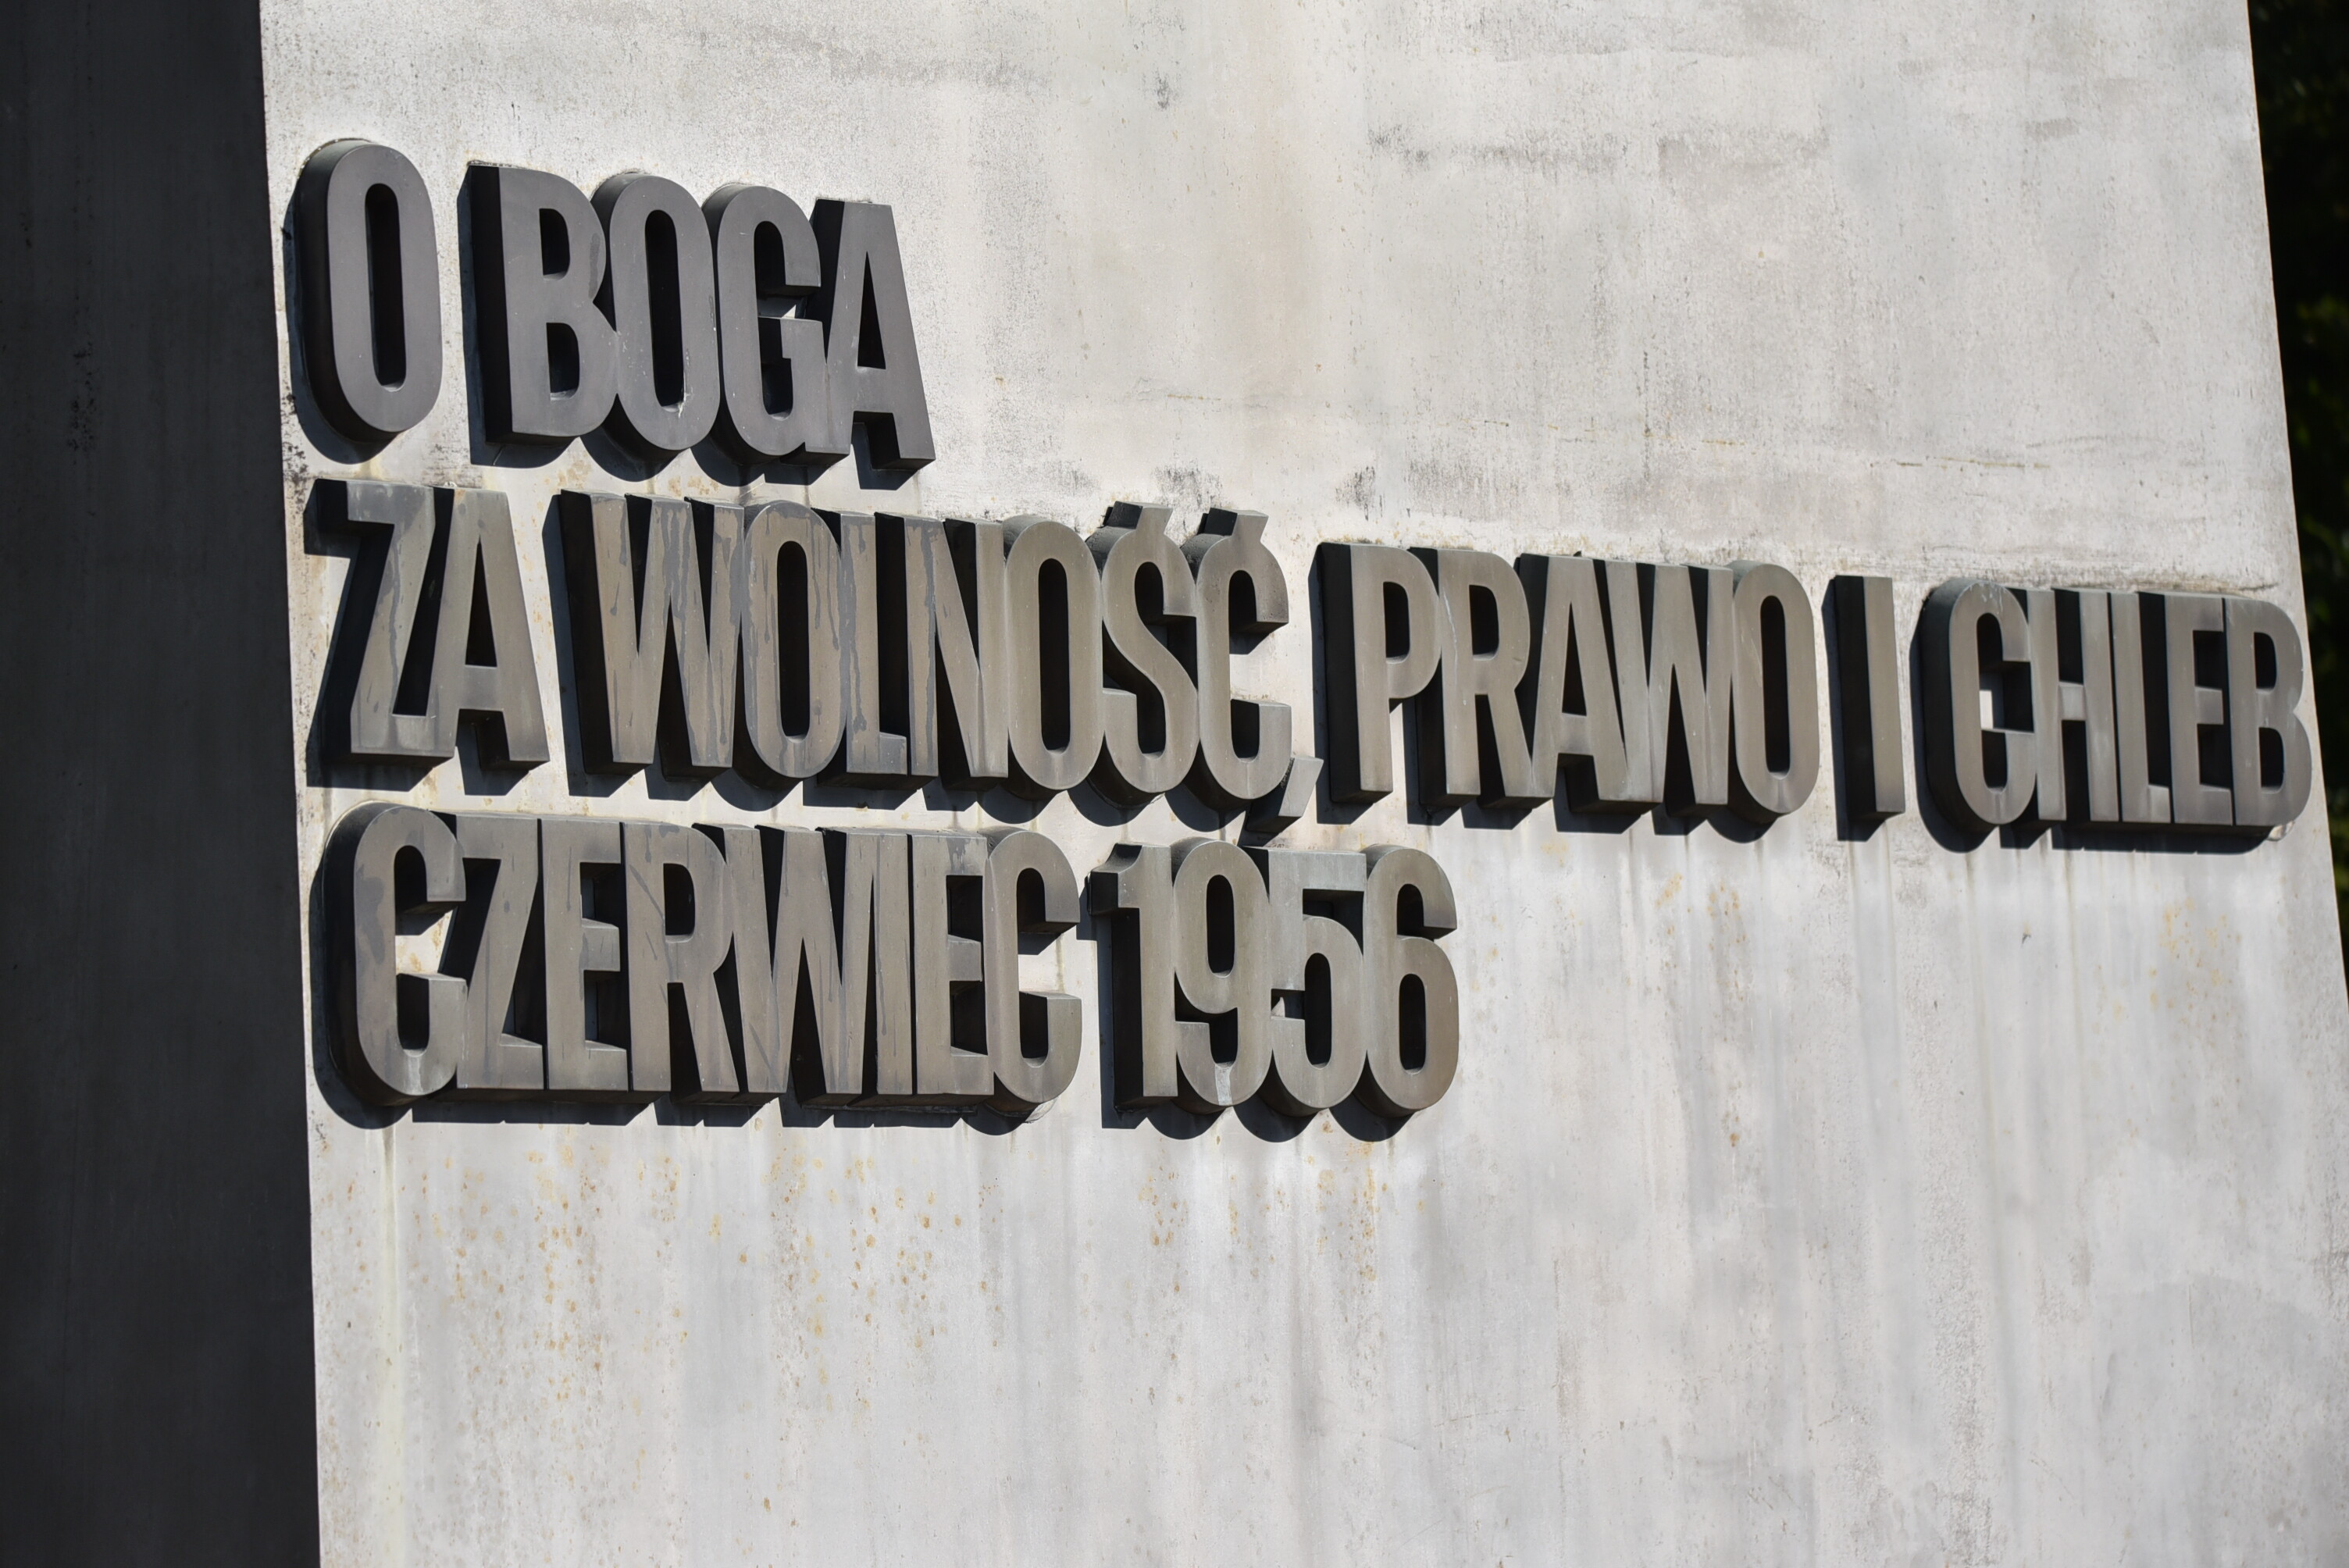 O BOGA
ZA WOLNOŚĆ, PRAWO I CHLEB
CZERWIEC 1956